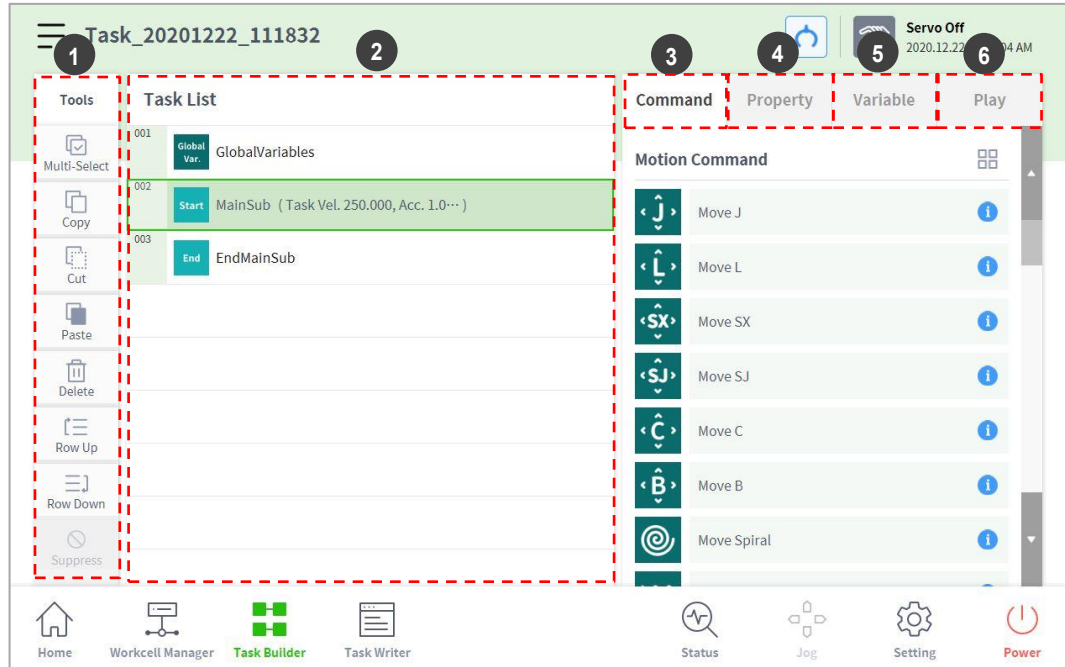 Task_20201222_111832
Servo Off
2020.12.22
04 AM
1
2
3
4
5
6
Tools
Multi-Select
Copy
Cut
Paste
Delete
Row Up
Row Down
Suppress
Task List
001
Global
Var.
GlobalVariables
002
Start
MainSub ( Task Vel. 250.000, Acc. 1.0··· )
003
End
EndMainSub
Command
Property
Variable
Play
Motion Command
J
Move J
i
L
Move L
i
SX
Move SX
i
SJ
Move SJ
i
C
Move C
i
B
Move B
i
Move Spiral
i
Home
Workcell Manager
Task Builder
Task Writer
Status
Jog
Setting
Power